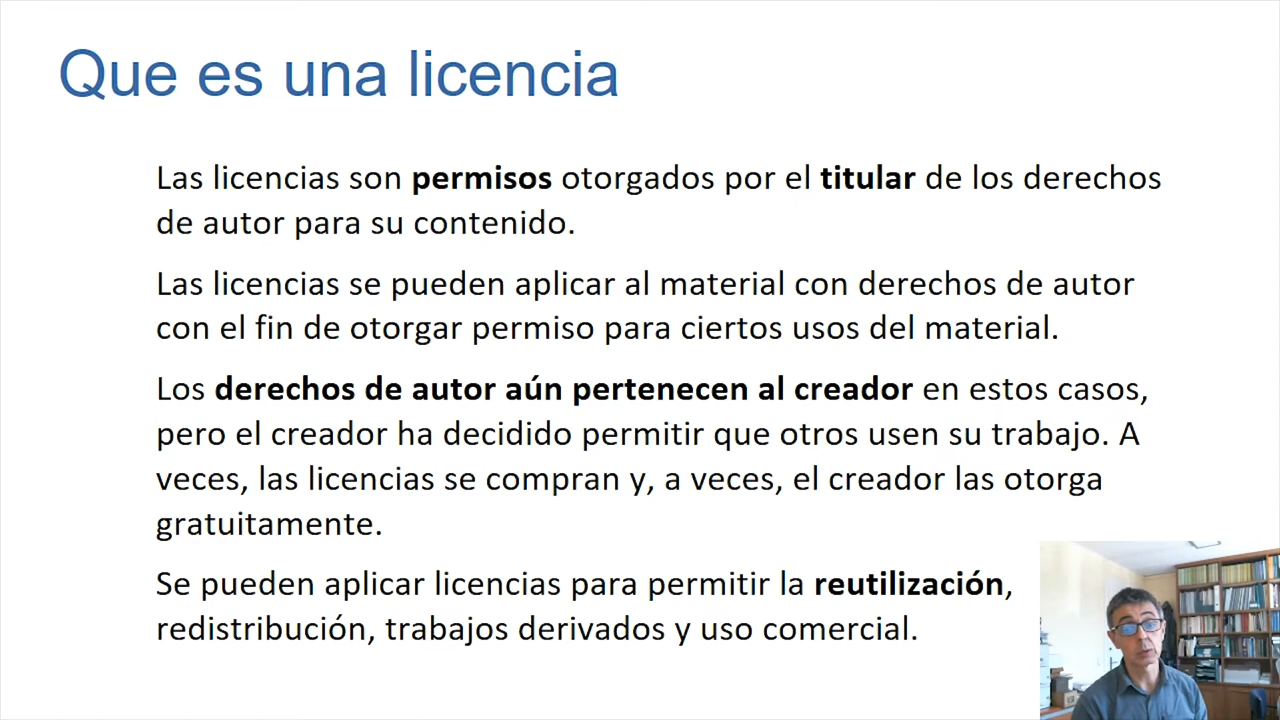 Que es una licencia
Las licencias son permisos otorgados por el titular de los derechos
de autor para su contenido.
Las licencias se pueden aplicar al material con derechos de autor
con el fin de otorgar permiso para ciertos usos del material.
Los derechos de autor aún pertenecen al creador en estos casos,
pero el creador ha decidido permitir que otros usen su trabajo. A
veces, las licencias se compran y, a veces, el creador las otorga
gratuitamente.
Se pueden aplicar licencias para permitir la reutilización,
redistribución, trabajos derivados y uso comercial.